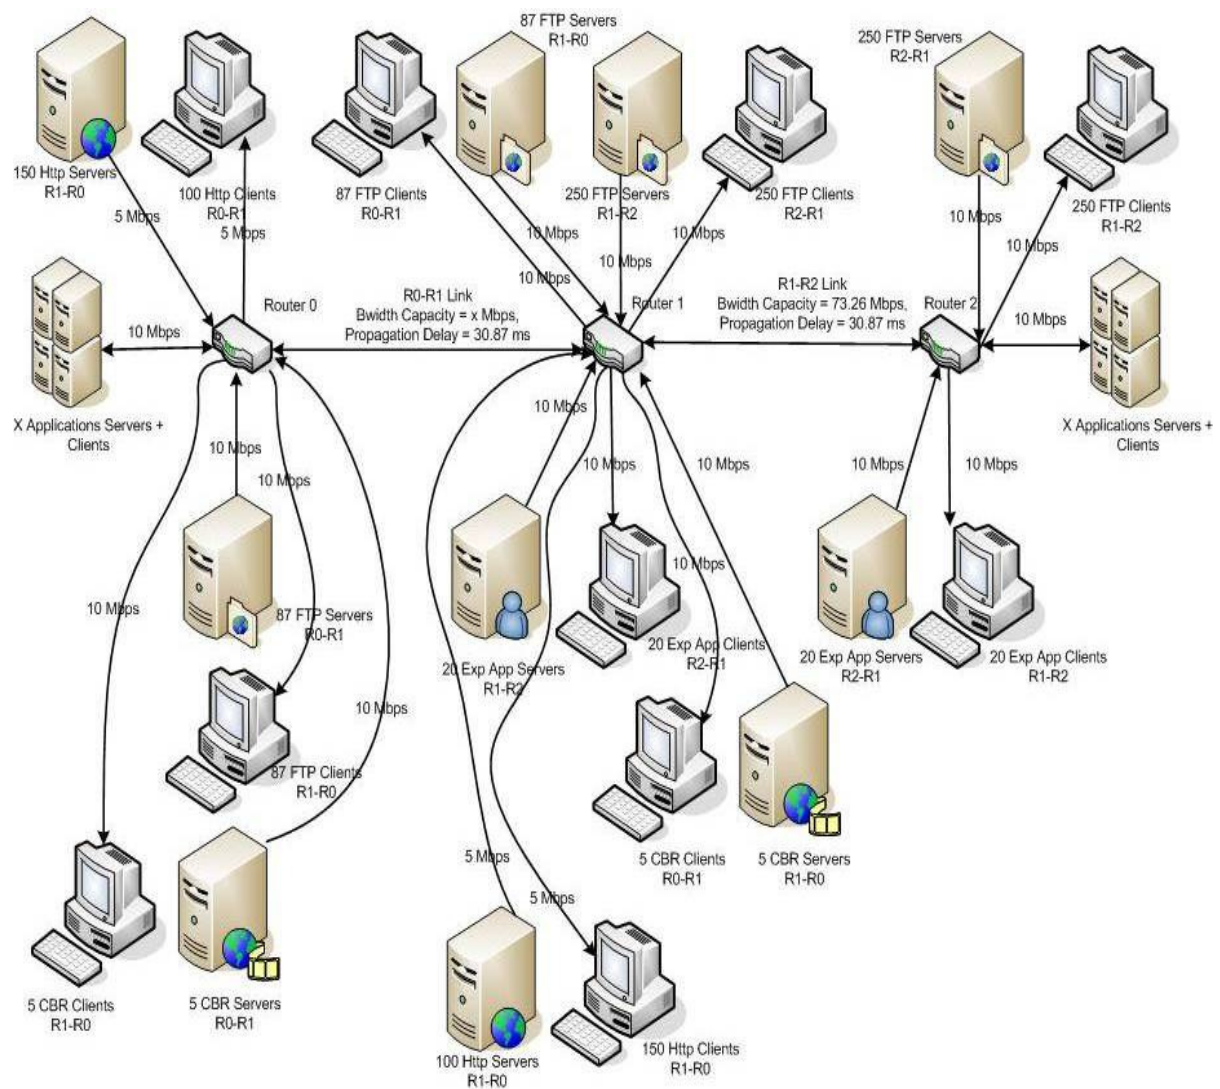 87 FTP Servers
R1-R0
250 FTP Servers
R2-R1
150 Http Servers
R1-R0
100 Http Clients
R0-R1
87 FTP Clients
R0-R1
250 FTP Servers
R1-R2
250 FTP Clients
R2-R1
250 FTP Clients
R1-R2
5 Mbps
5 Mbps
10 Mbps
10 Mbps
10 Mbps
10 Mbps
10 Mbps
10 Mbps
Router 0
R0-R1 Link
Bwidth Capacity = x Mbps,
Propagation Delay = 30.87 ms
Router 1
R1-R2 Link
Bwidth Capacity = 73.26 Mbps,
Propagation Delay = 30.87 ms
Router 2
10 Mbps
10 Mbps
10 Mbps
X Applications Servers +
Clients
X Applications Servers +
Clients
10 Mbps
10 Mbps
10 Mbps
10 Mbps
10 Mbps
10 Mbps
10 Mbps
10 Mbps
10 Mbps
87 FTP Servers
R0-R1
20 Exp App Servers
R1-R2
20 Exp App Clients
R2-R1
20 Exp App Servers
R2-R1
20 Exp App Clients
R1-R2
10 Mbps
87 FTP Clients
R1-R0
5 Mbps
5 Mbps
5 CBR Clients
R0-R1
5 CBR Servers
R1-R0
5 CBR Clients
R1-R0
5 CBR Servers
R0-R1
100 Http Servers
R1-R0
150 Http Clients
R1-R0